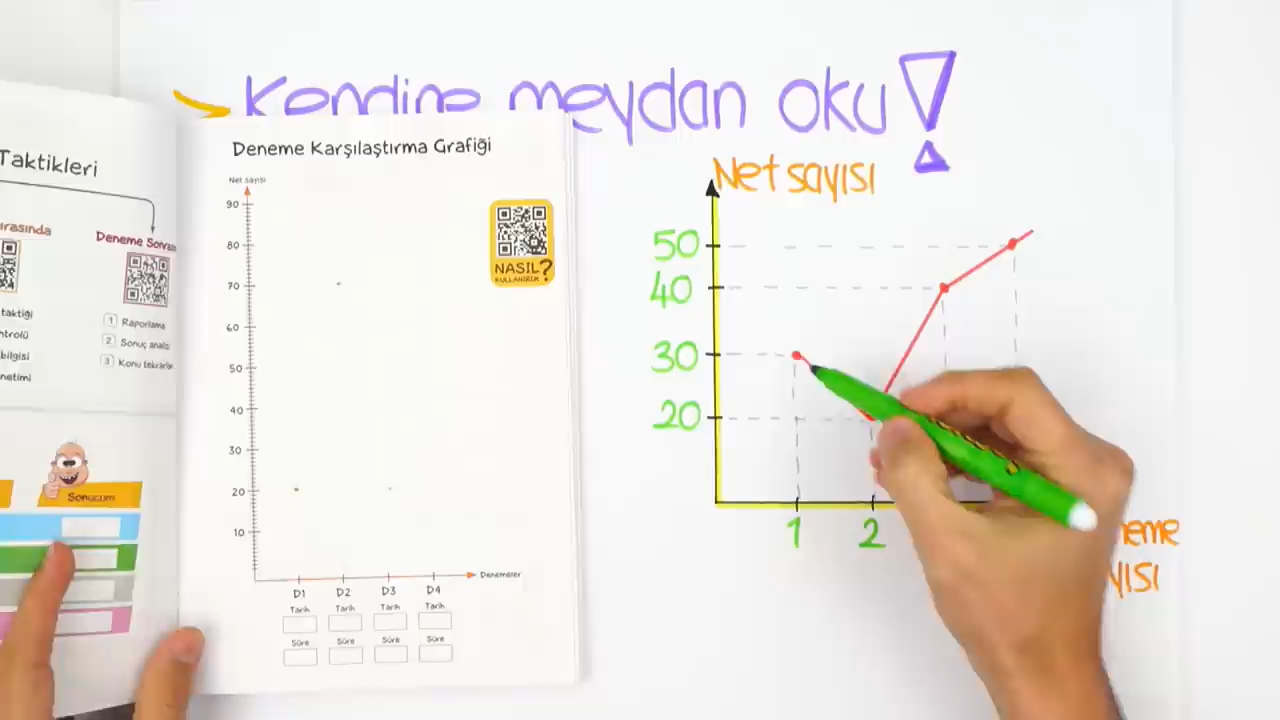 Kendine meydan oku!
Taktikleri
Deneme Karşılaştırma Grafiği
Net sayısı
Net sayısı
90
80
70
60
50
40
30
20
10
NASIL?
KULLANIRIM
Deneme Sonrası
1 Raporlama
2 Sonuç analizi
3 Konu tekrarları
Sonucum
Denemeler
D1 D2 D3 D4
Tarih Tarih Tarih Tarih
Süre Süre Süre Süre
50
40
30
20
1 2